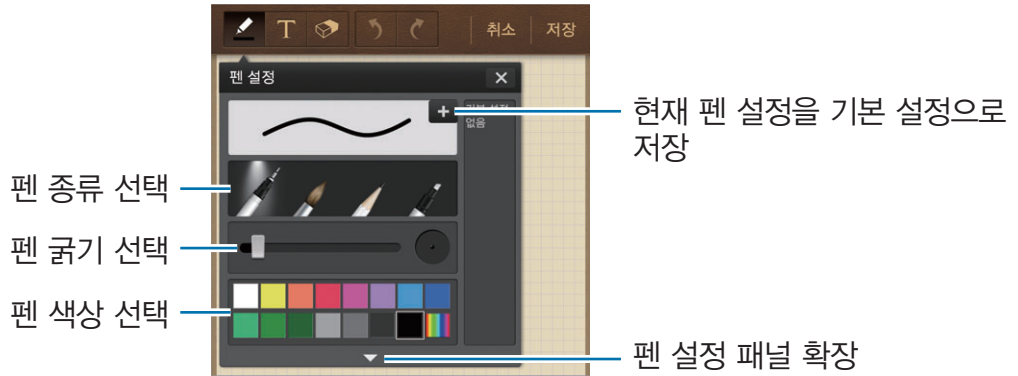 T
취소
저장
펜 설정
없음
현재 펜 설정을 기본 설정으로
저장
펜 종류 선택
펜 굵기 선택
펜 색상 선택
펜 설정 패널 확장